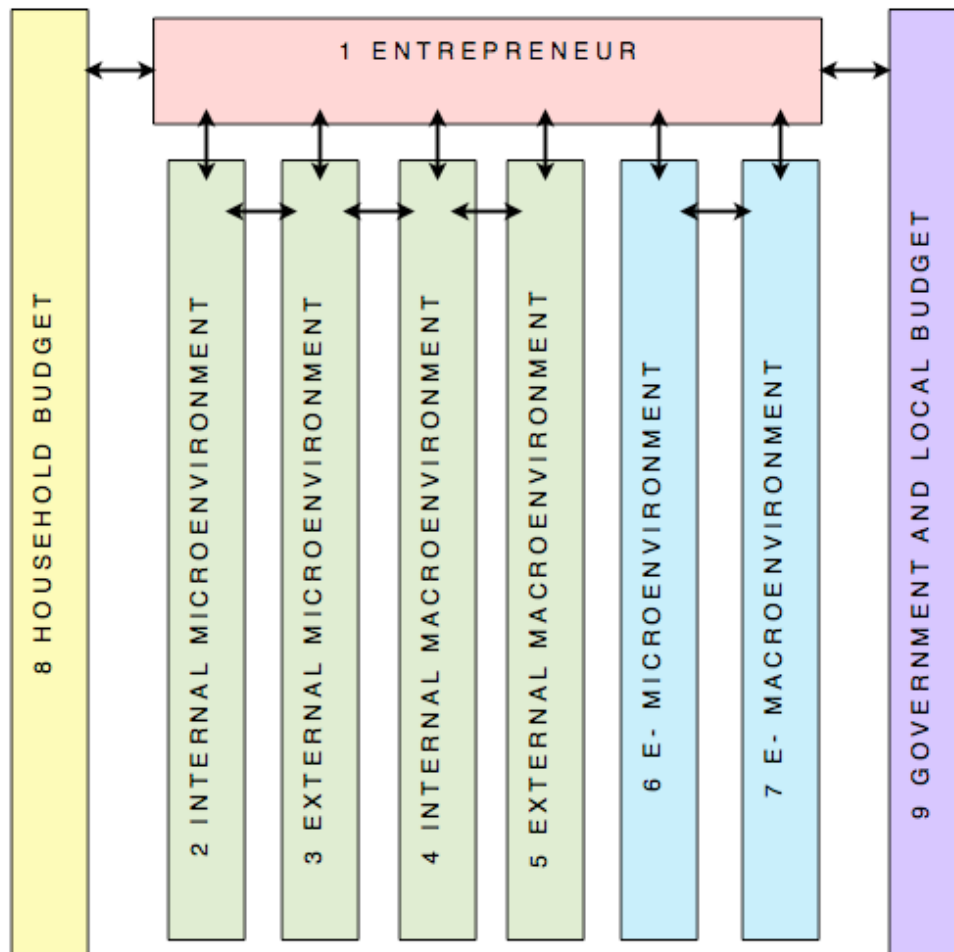 1 ENTREPRENEUR
8 HOUSEHOLD BUDGET
2 INTERNAL MICROENVIRONMENT
3 EXTERNAL MICROENVIRONMENT
4 INTERNAL MACROENVIRONMENT
5 EXTERNAL MACROENVIRONMENT
6 E- MICROENVIRONMENT
7 E- MACROENVIRONMENT
9 GOVERNMENT AND LOCAL BUDGET